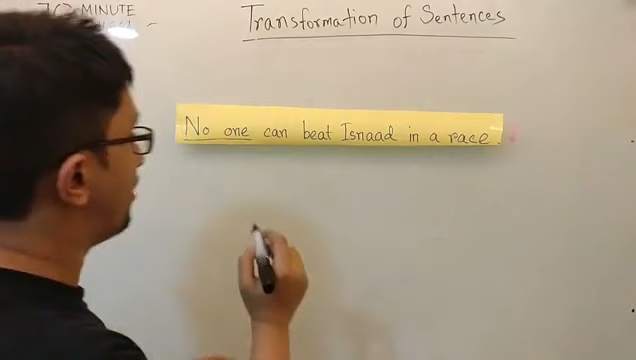 MINUTE
Transformation of Sentences
No one can beat Isnaad in a race.